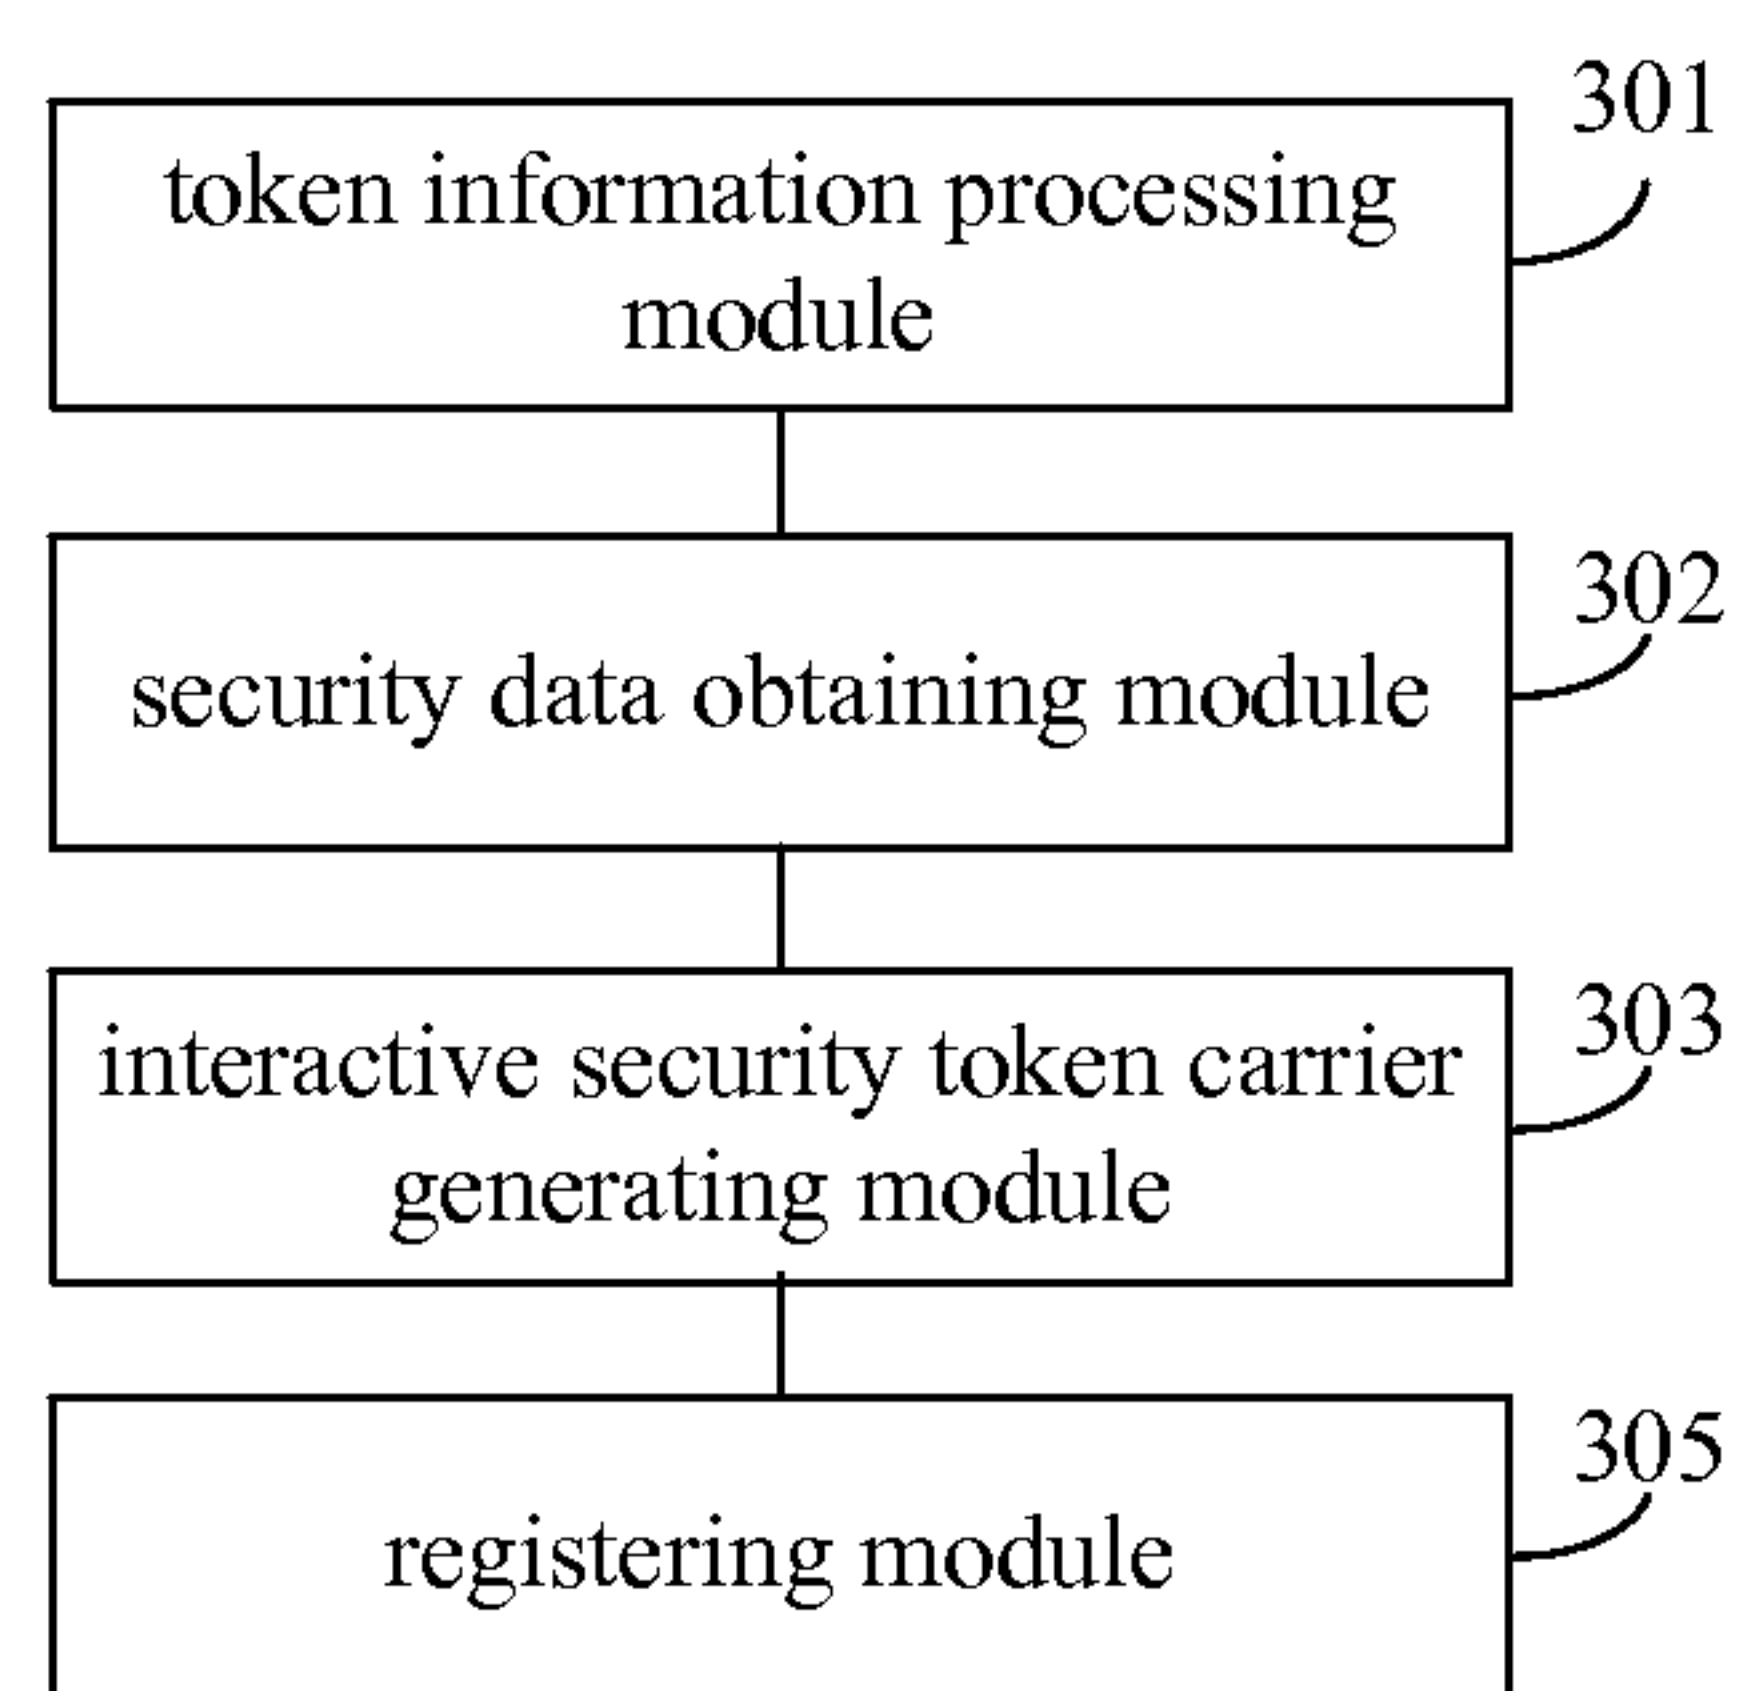 301
token information processing
module
302
security data obtaining module
303
interactive security token carrier
generating module
305
registering module